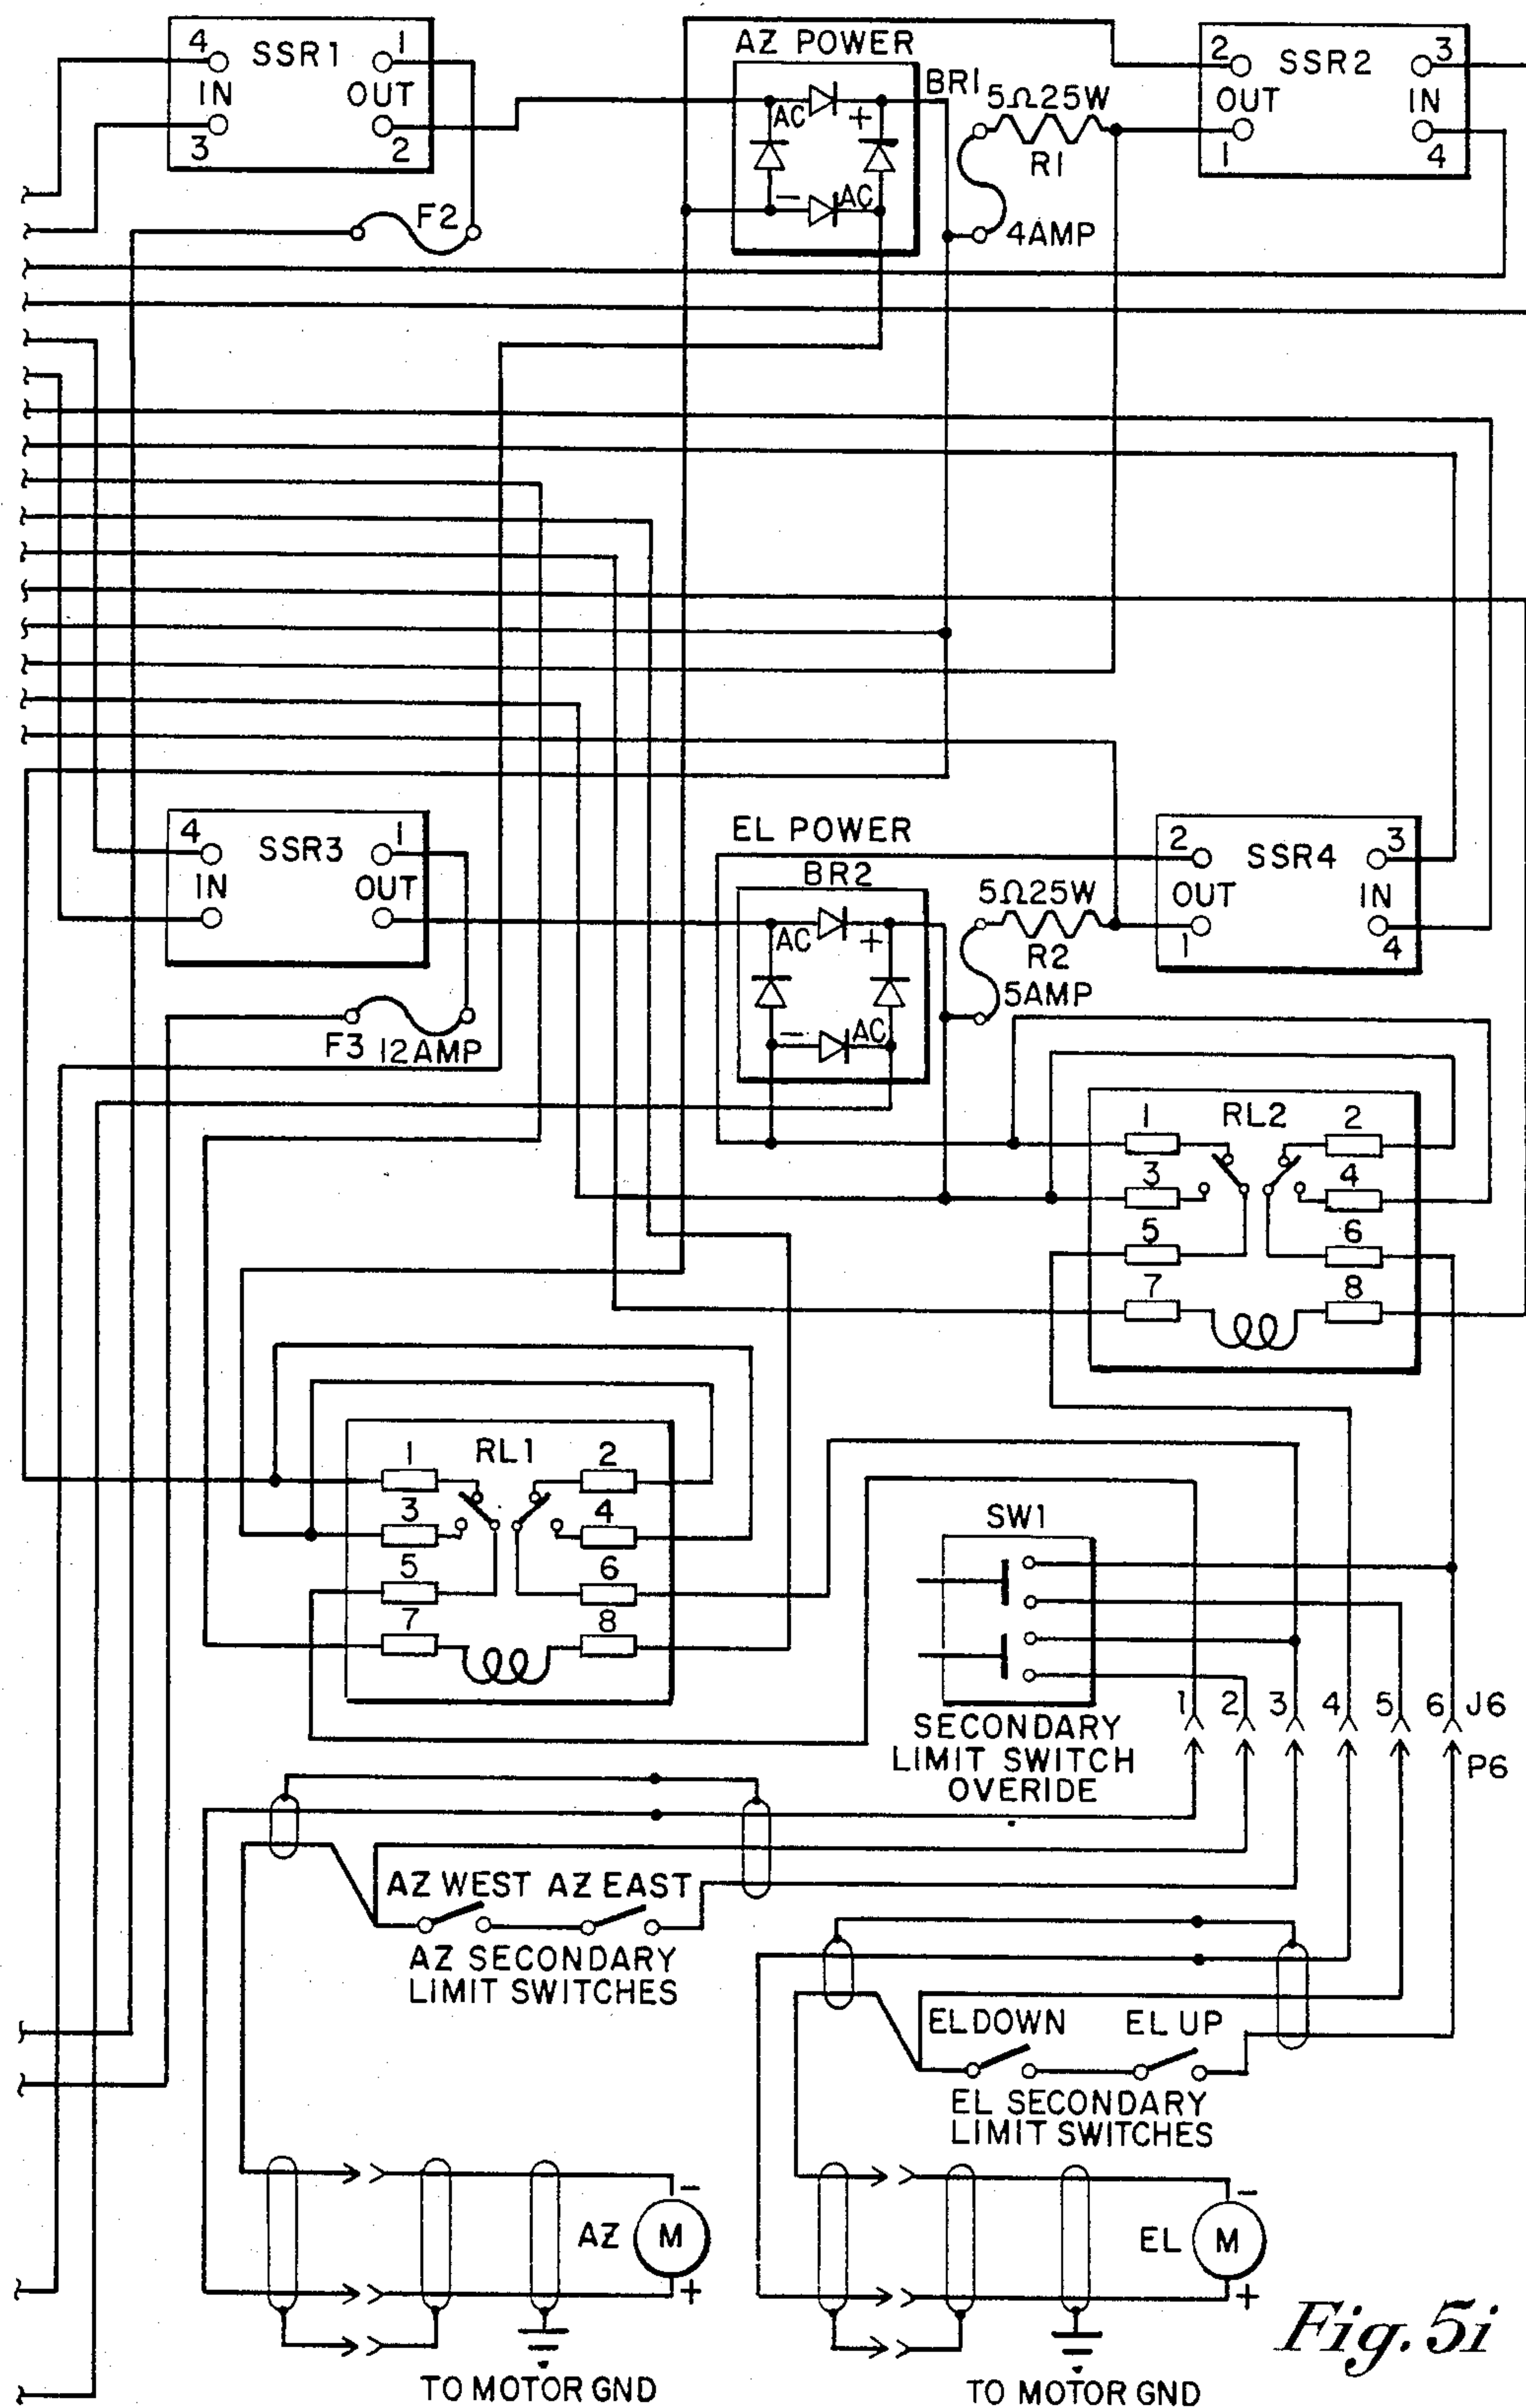 4 SSR1 1
IN OUT
3 2
F2
AZ POWER
BR1
AC +
− AC
5Ω25W
R1
4AMP
2 SSR2 3
OUT IN
1 4
4 SSR3 1
IN OUT
F3 12AMP
EL POWER
BR2
AC +
− AC
5Ω25W
R2
5AMP
2 SSR4 3
OUT IN
1 4
1 RL2 2
3 4
5 6
7 8
1 RL1 2
3 4
5 6
7 8
SW1
SECONDARY
LIMIT SWITCH
OVERIDE
1 2 3 4 5 6 J6
P6
AZ WEST AZ EAST
AZ SECONDARY
LIMIT SWITCHES
EL DOWN EL UP
EL SECONDARY
LIMIT SWITCHES
−
AZ M
+
TO MOTOR GND
−
EL M
+
TO MOTOR GND
Fig. 5i